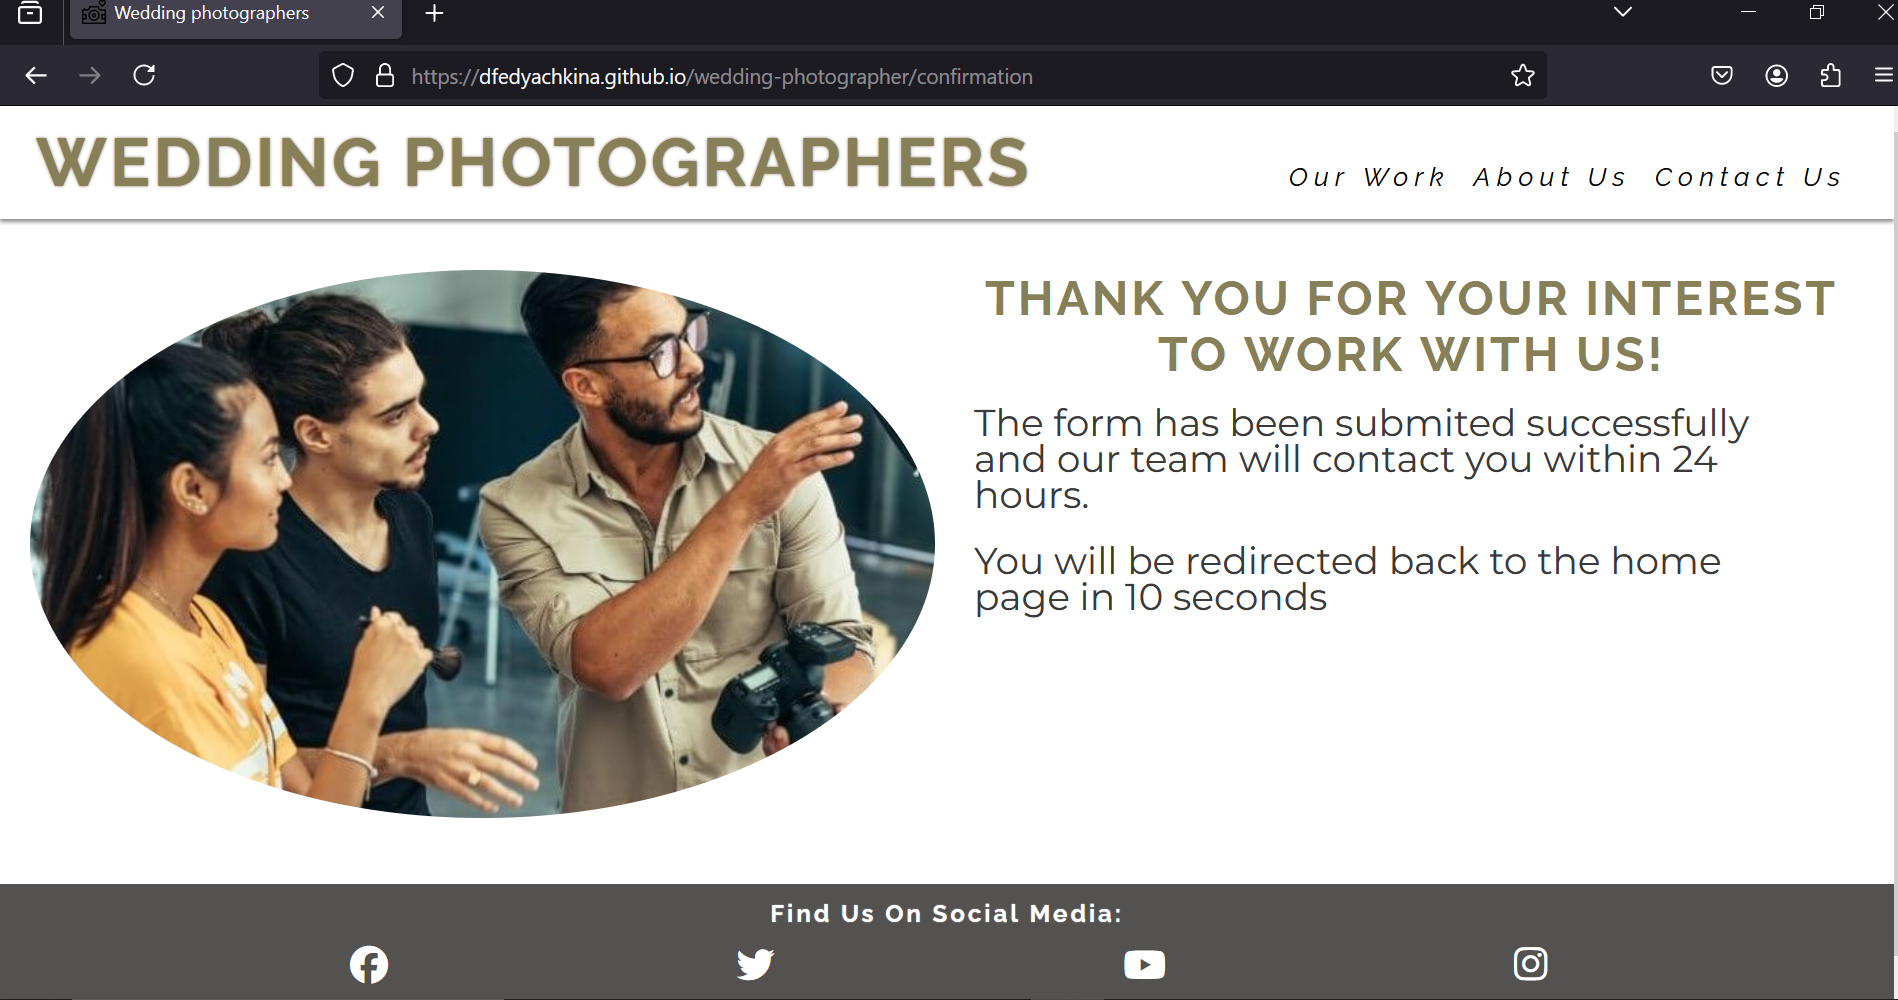 Wedding photographers
https://dfedyachkina.github.io/wedding-photographer/confirmation
WEDDING PHOTOGRAPHERS
Our Work About Us Contact Us
THANK YOU FOR YOUR INTEREST
TO WORK WITH US!
The form has been submited successfully
and our team will contact you within 24
hours.
You will be redirected back to the home
page in 10 seconds
Find Us On Social Media: